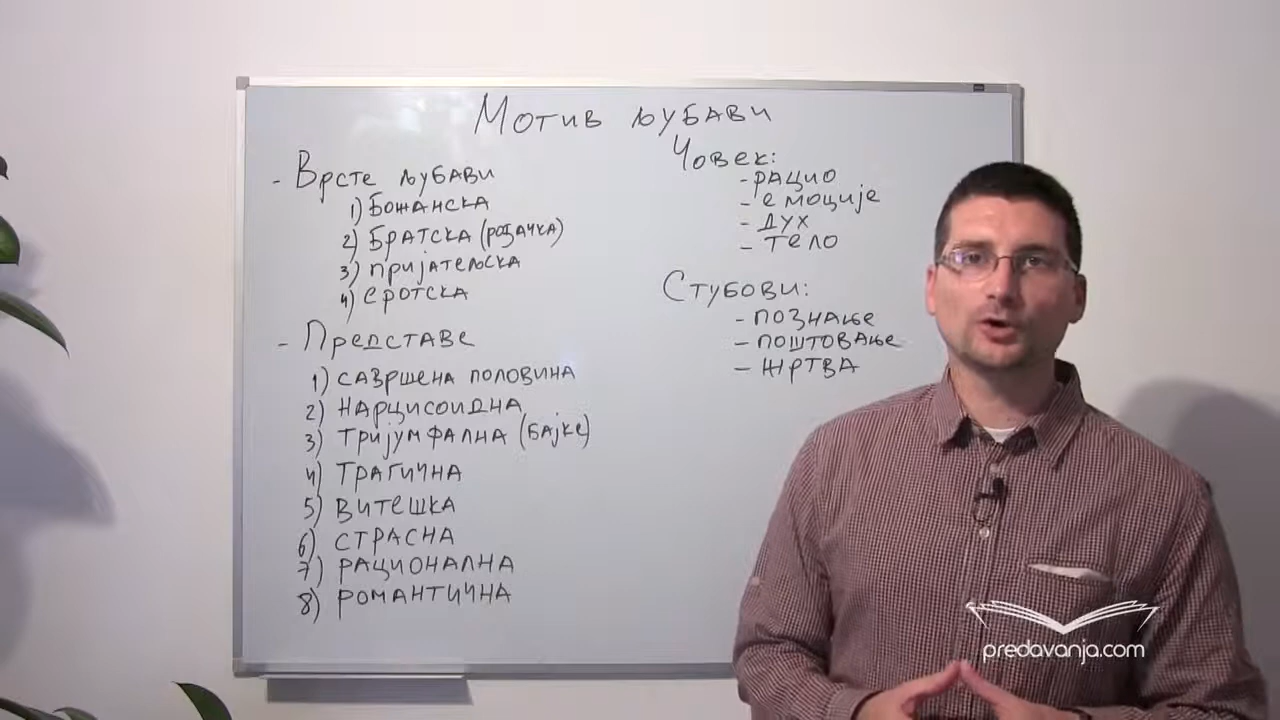 Мотив љубави
- Врсте љубави
1) Божанска
2) Братска (рођачка)
3) Пријатељска
4) Еротска
- Представе
1) Савршена половина
2) Нарцисоидна
3) Тријумфална (бајке)
4) Трагична
5) Витешка
6) Страсна
7) Рационална
8) Романтична
Човек:
- рацио
- емоције
- дух
- тело
Стубови:
- познање
- поштовање
- жртва
predavanja.com